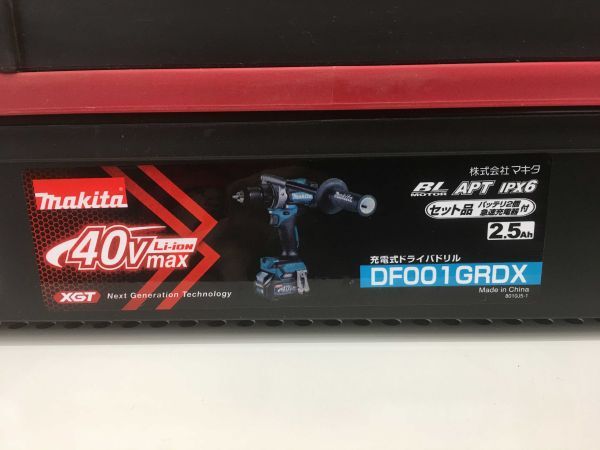 makita
40Vmax Li-ion
XGT Next Generation Technology
株式会社 マキタ
BL MOTOR APT IPX6
セット品 バッテリ2個 急速充電器 付
2.5Ah
充電式ドライバドリル
DF001GRDX
Made in China